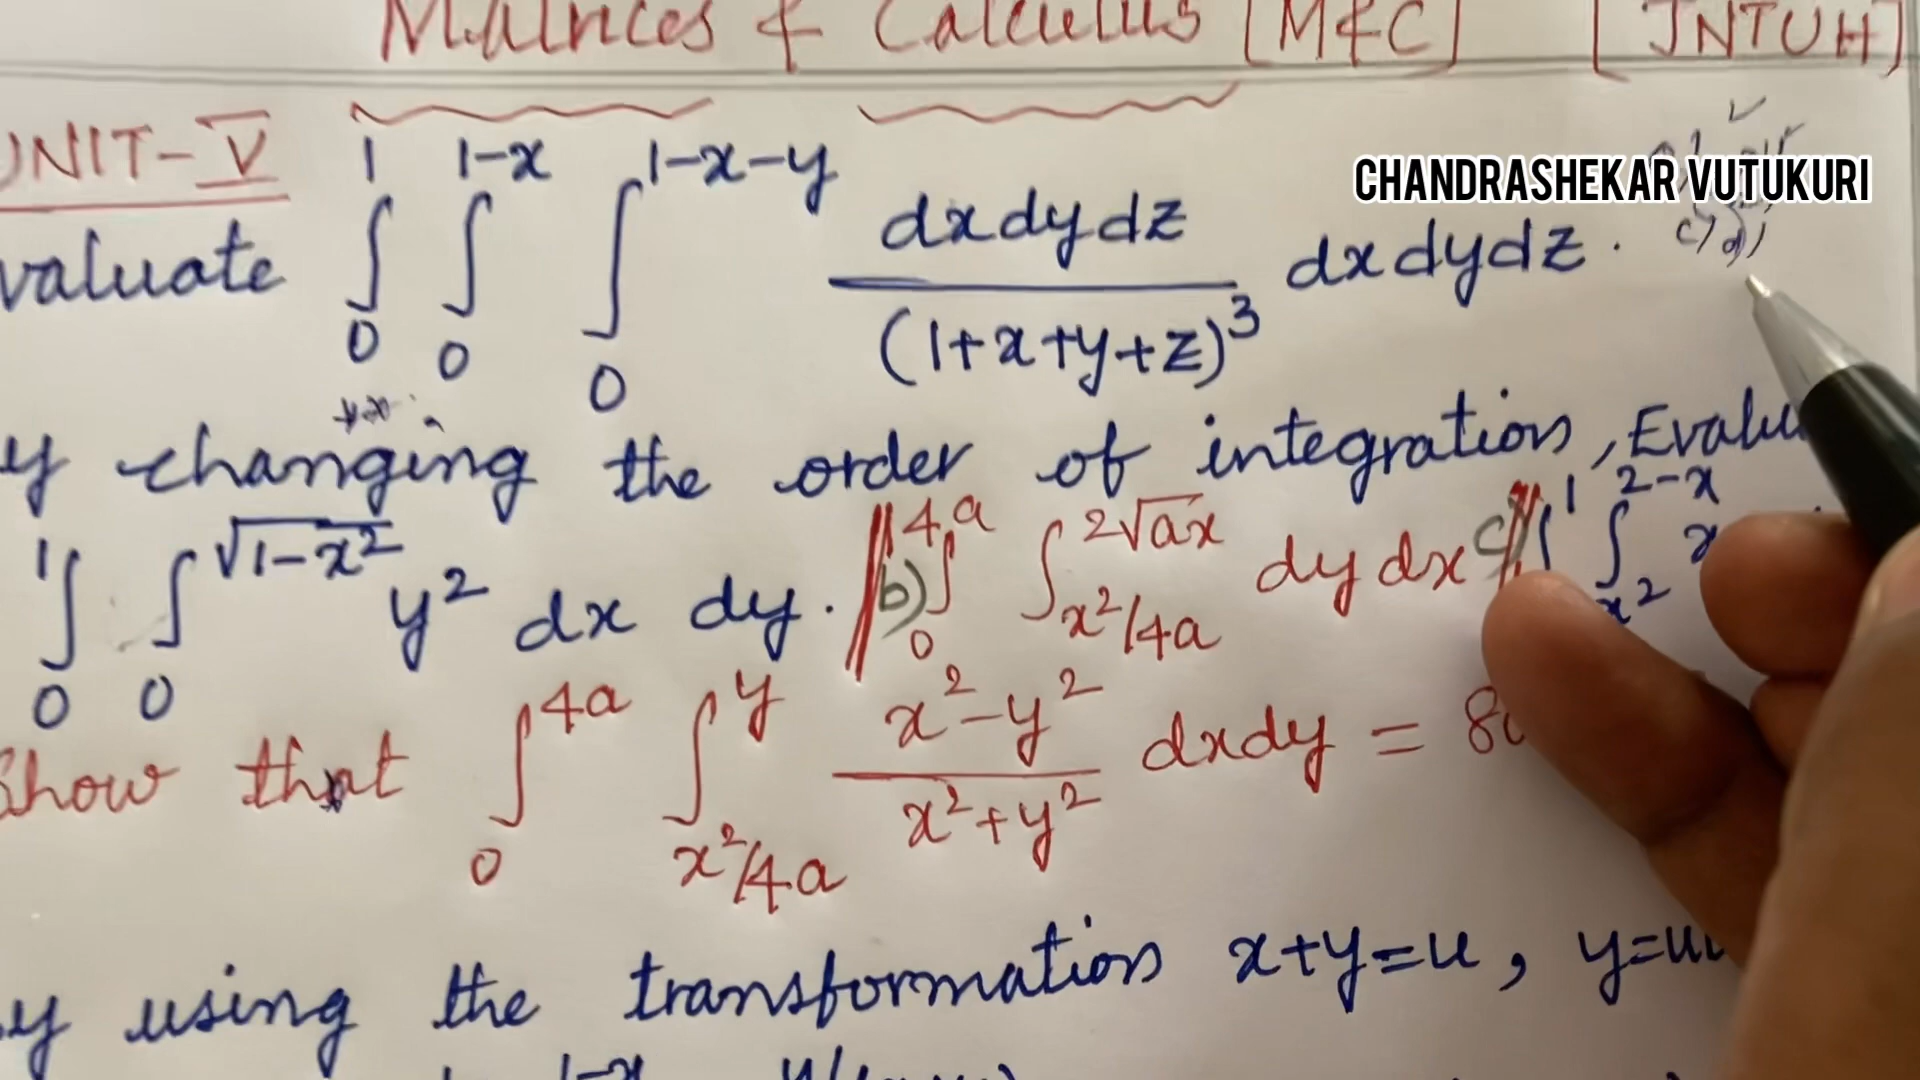 Matrices & Calculus [M&C] [JNTUH]
UNIT-V
CHANDRASHEKAR VUTUKURI
valuate ∫₀¹ ∫₀^(1-x) ∫₀^(1-x-y) dxdydz/(1+x+y+z)³ dxdydz.
c) d)
y changing the order of integration, Evalu
∫₀¹ ∫₀^√(1-x²) y² dx dy. b) ∫₀^4a ∫_(x²/4a)^(2√ax) dy dx c) ∫¹ ∫_(x²)^(2-x) x
Show that ∫₀^4a ∫_(x²/4a)^y (x²-y²)/(x²+y²) dxdy = 8
y using the transformation x+y=u, y=u
1-x